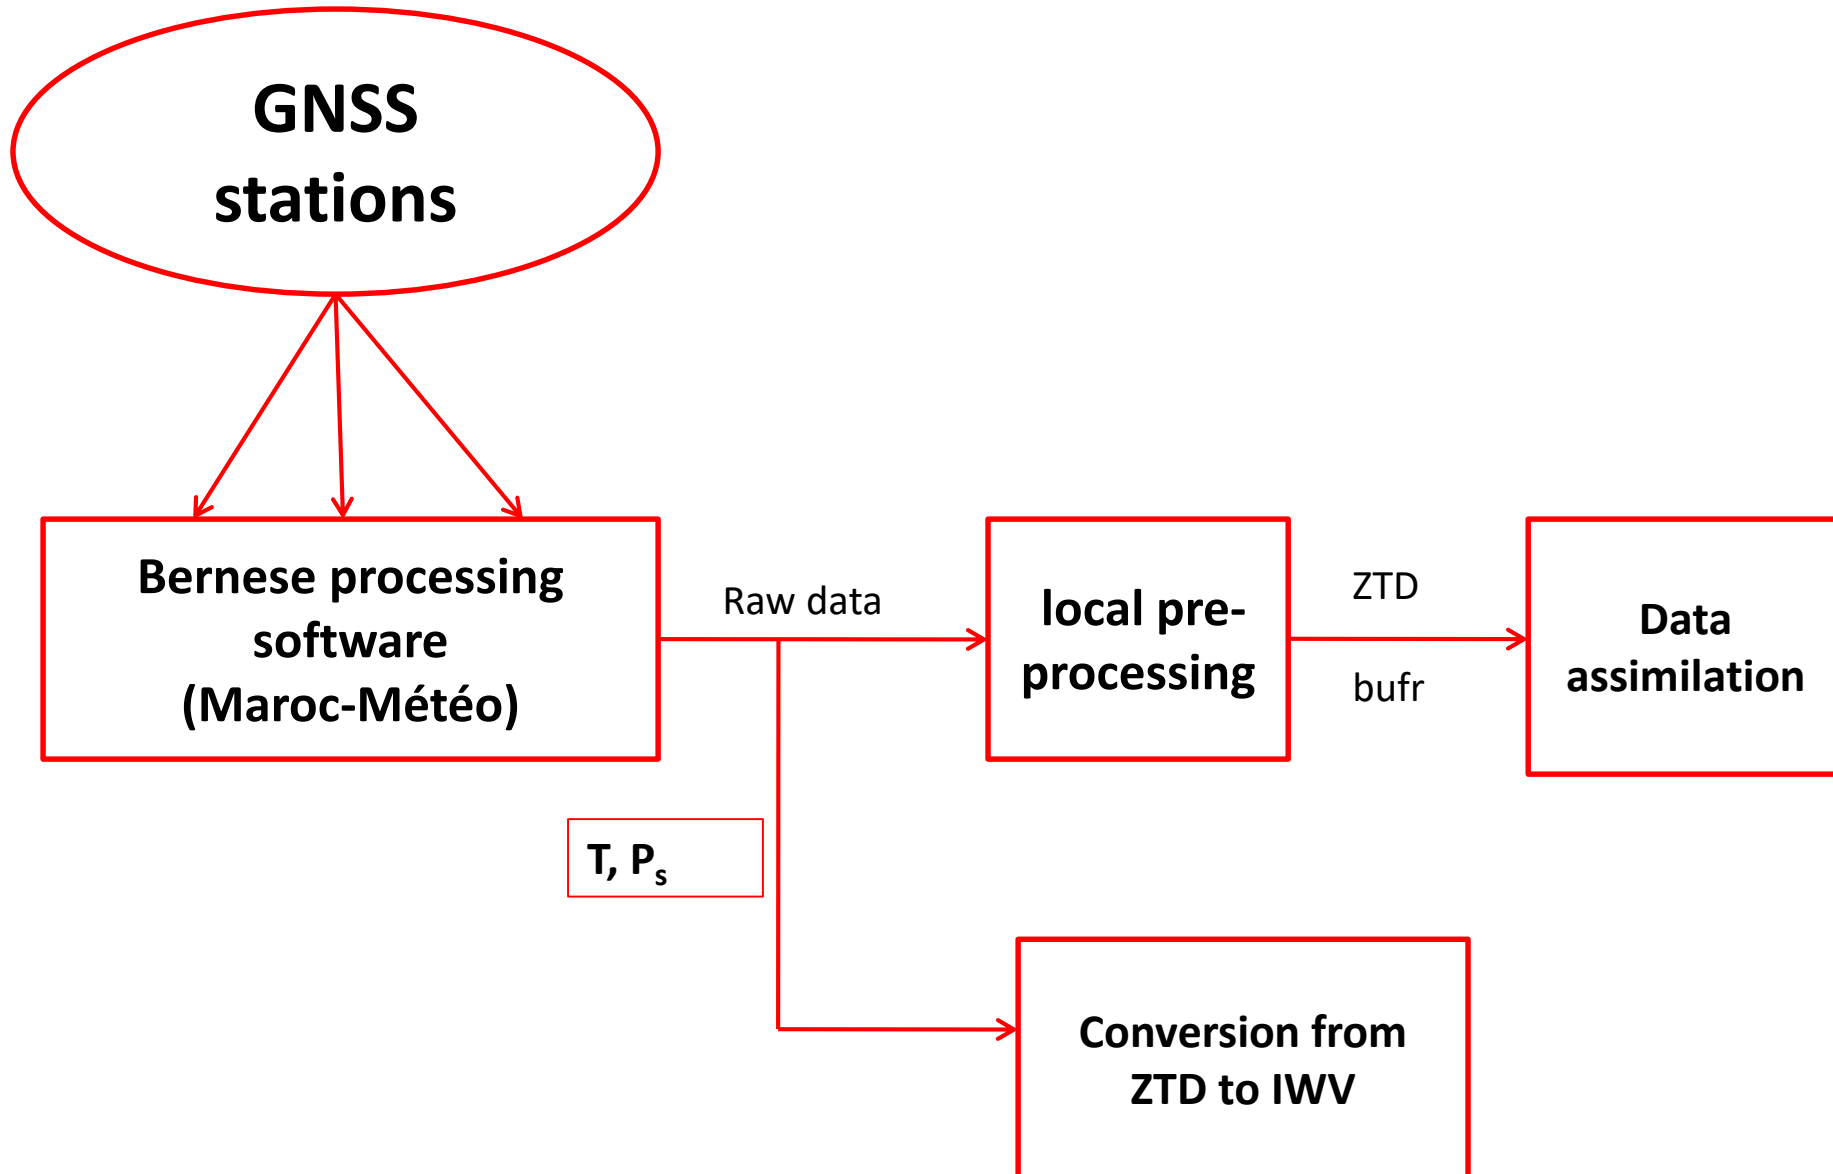 GNSS
stations
Bernese processing
software
(Maroc-Météo)
Raw data
local pre-
processing
ZTD
bufr
Data
assimilation
T, Ps
Conversion from
ZTD to IWV